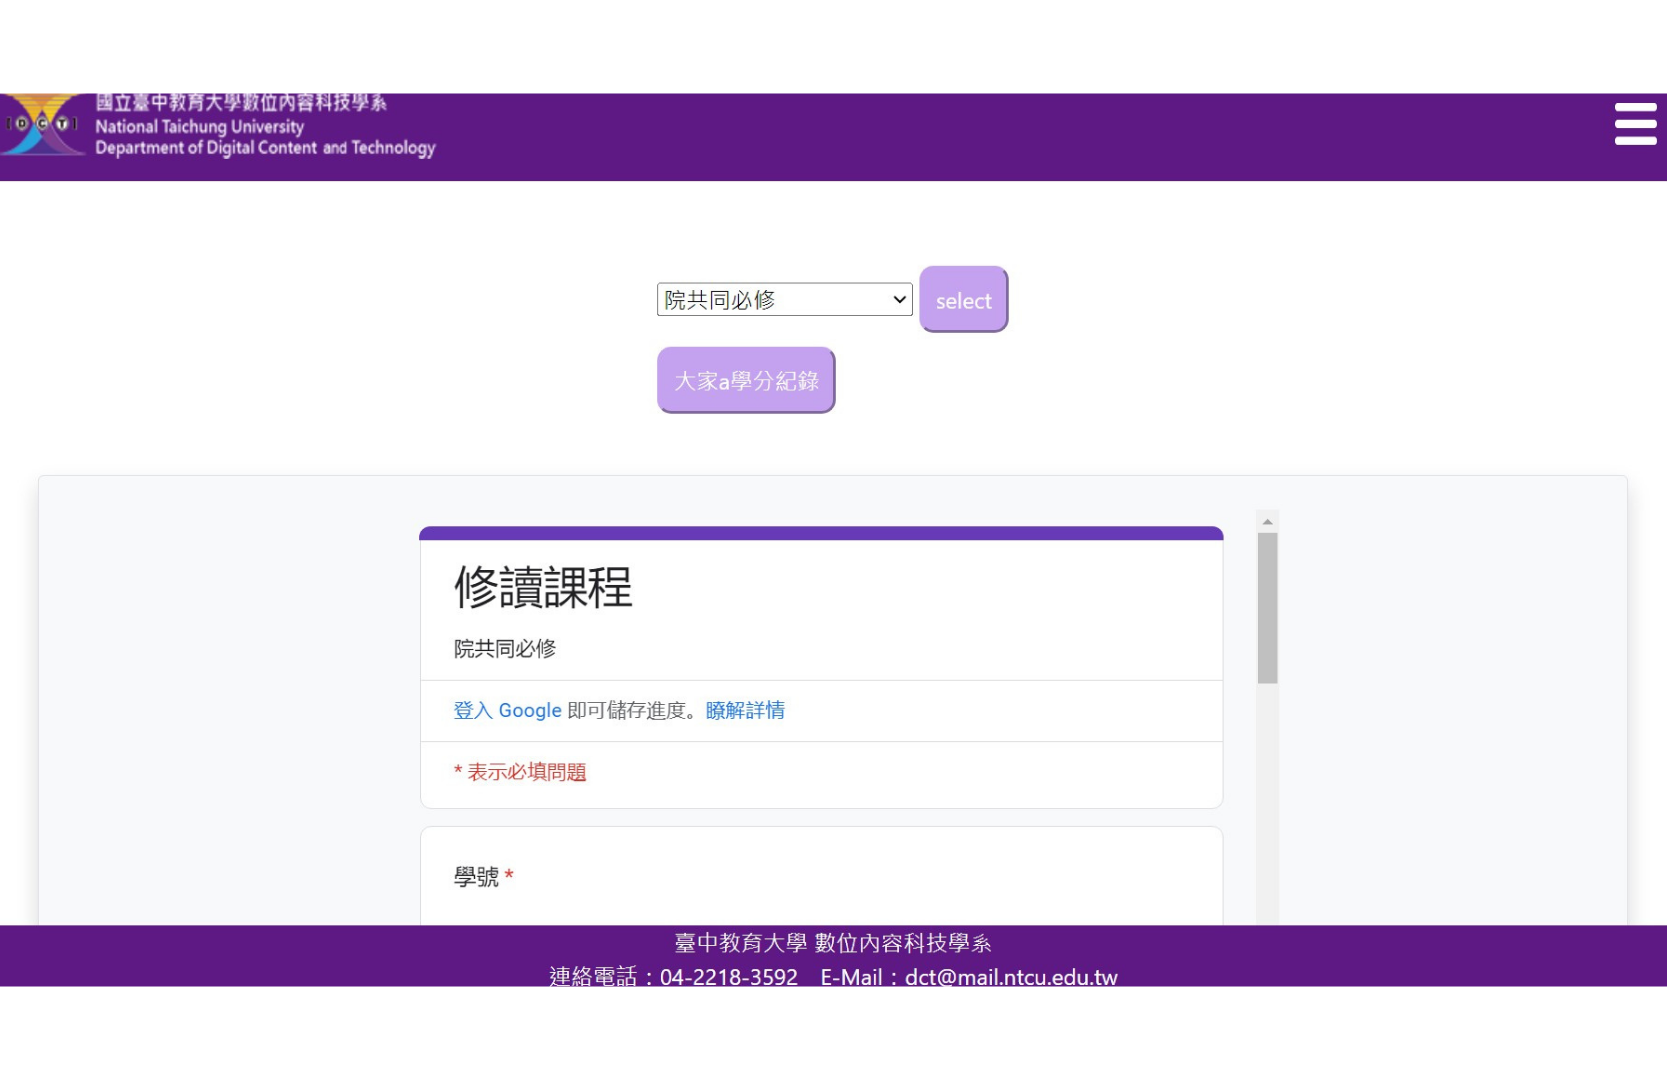 國立臺中教育大學數位內容科技學系
DCT
National Taichung University
Department of Digital Content and Technology
院共同必修
select
大家a學分紀錄
修讀課程
院共同必修
登入 Google 即可儲存進度。瞭解詳情
* 表示必填問題
學號 *
臺中教育大學 數位內容科技學系
連絡電話：04-2218-3592 E-Mail：dct@mail.ntcu.edu.tw